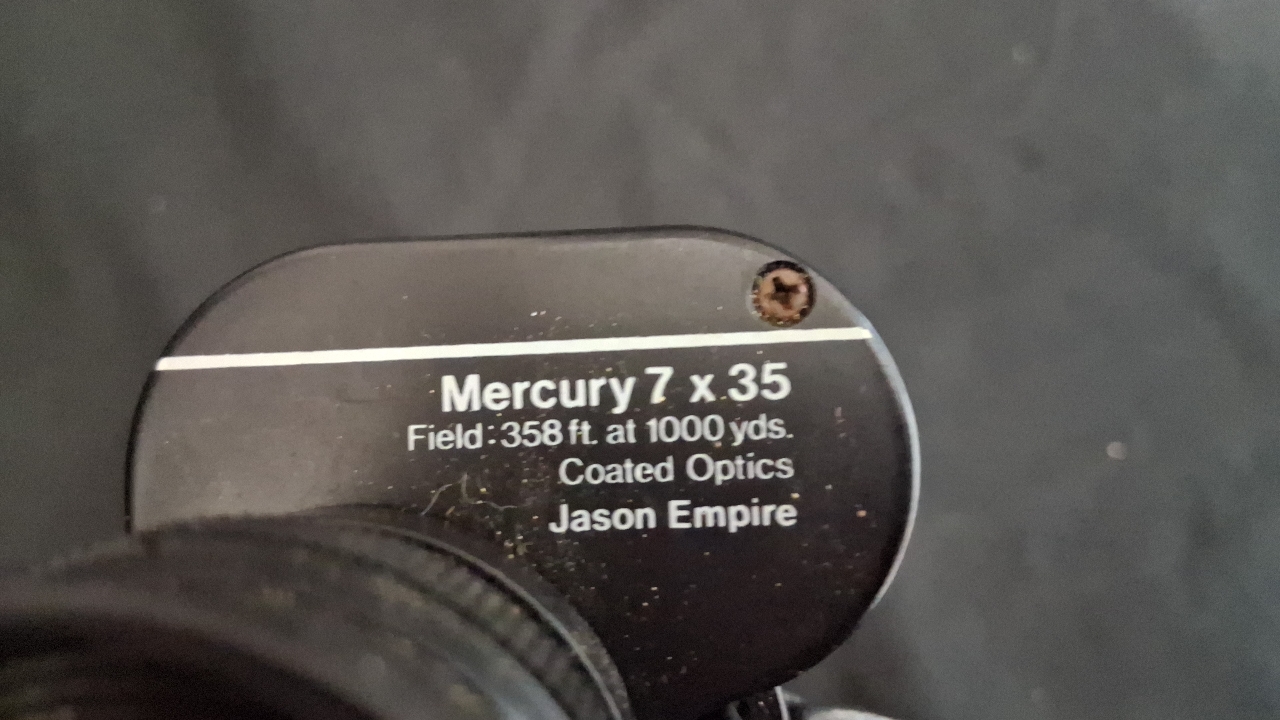 Mercury 7 x 35
Field: 358 ft. at 1000 yds.
Coated Optics
Jason Empire